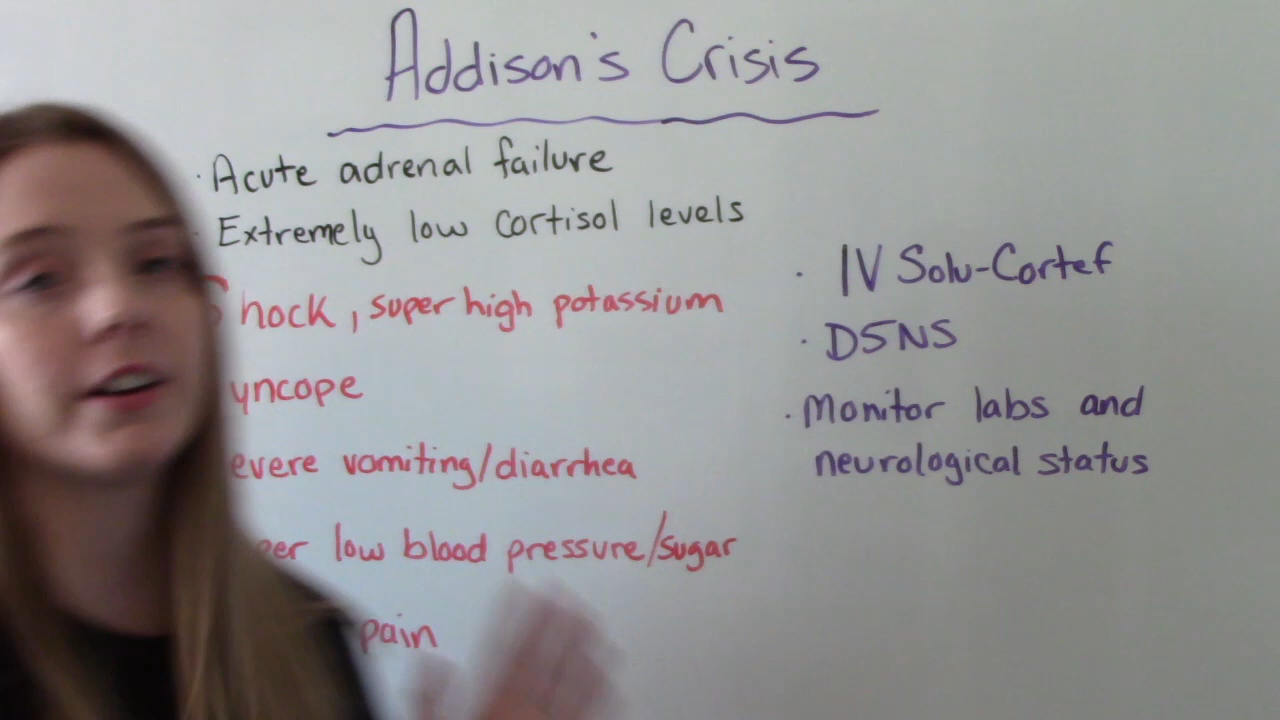 Addison's Crisis
· Acute adrenal failure
Extremely low cortisol levels
Shock, super high potassium
yncope
evere vomiting/diarrhea
er low blood pressure/sugar
pain
· IV Solu-Cortef
· D5NS
· Monitor labs and
neurological status